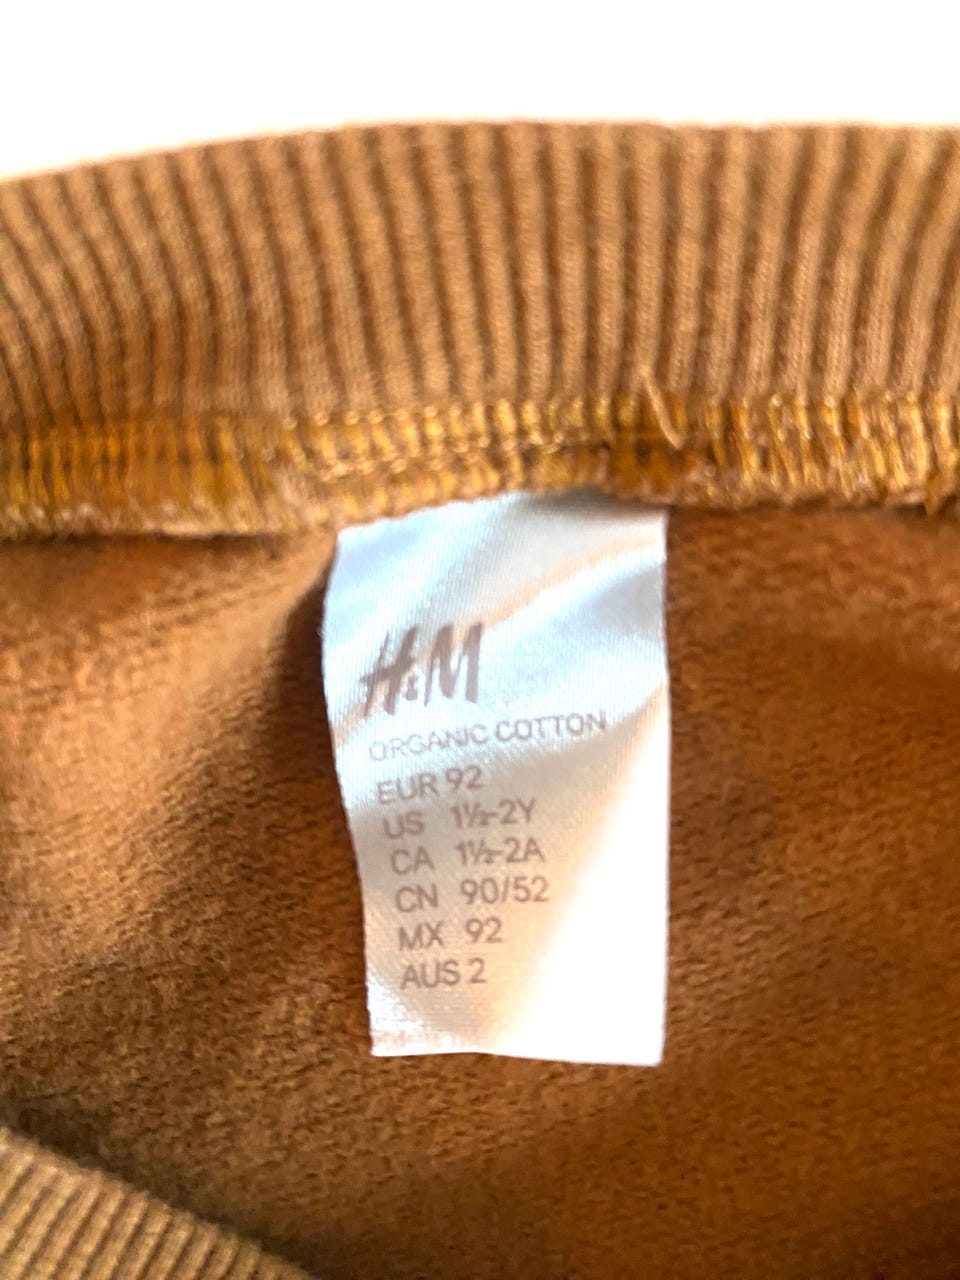 H&M
ORGANIC COTTON
EUR 92
US 1½-2Y
CA 1½-2A
CN 90/52
MX 92
AUS 2